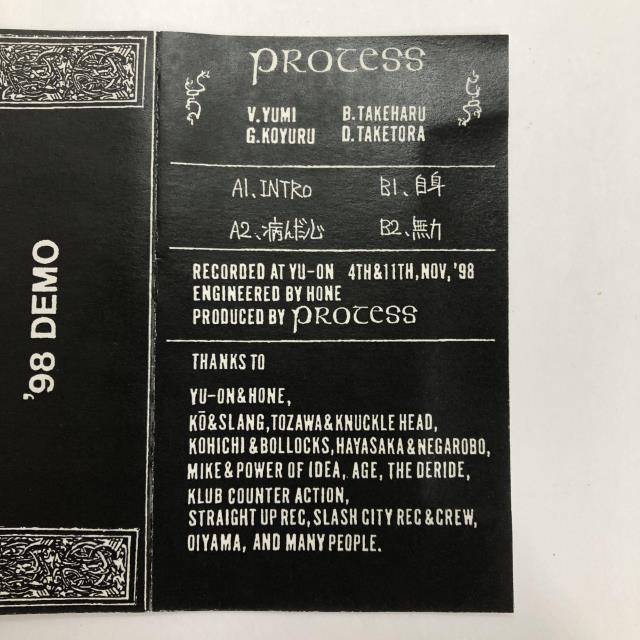 '98 DEMO
PROCESS
V.YUMI B.TAKEHARU
G.KOYURU D.TAKETORA
A1、INTRO B1、自身
A2、病んだ心 B2、無力
RECORDED AT YU-ON 4TH&11TH,NOV,'98
ENGINEERED BY HONE
PRODUCED BY PROCESS
THANKS TO
YU-ON&HONE,
KŌ&SLANG,TOZAWA&KNUCKLE HEAD,
KOHICHI&BOLLOCKS,HAYASAKA&NEGAROBO,
MIKE&POWER OF IDEA, AGE, THE DERIDE,
KLUB COUNTER ACTION,
STRAIGHT UP REC,SLASH CITY REC&CREW,
OIYAMA, AND MANY PEOPLE.